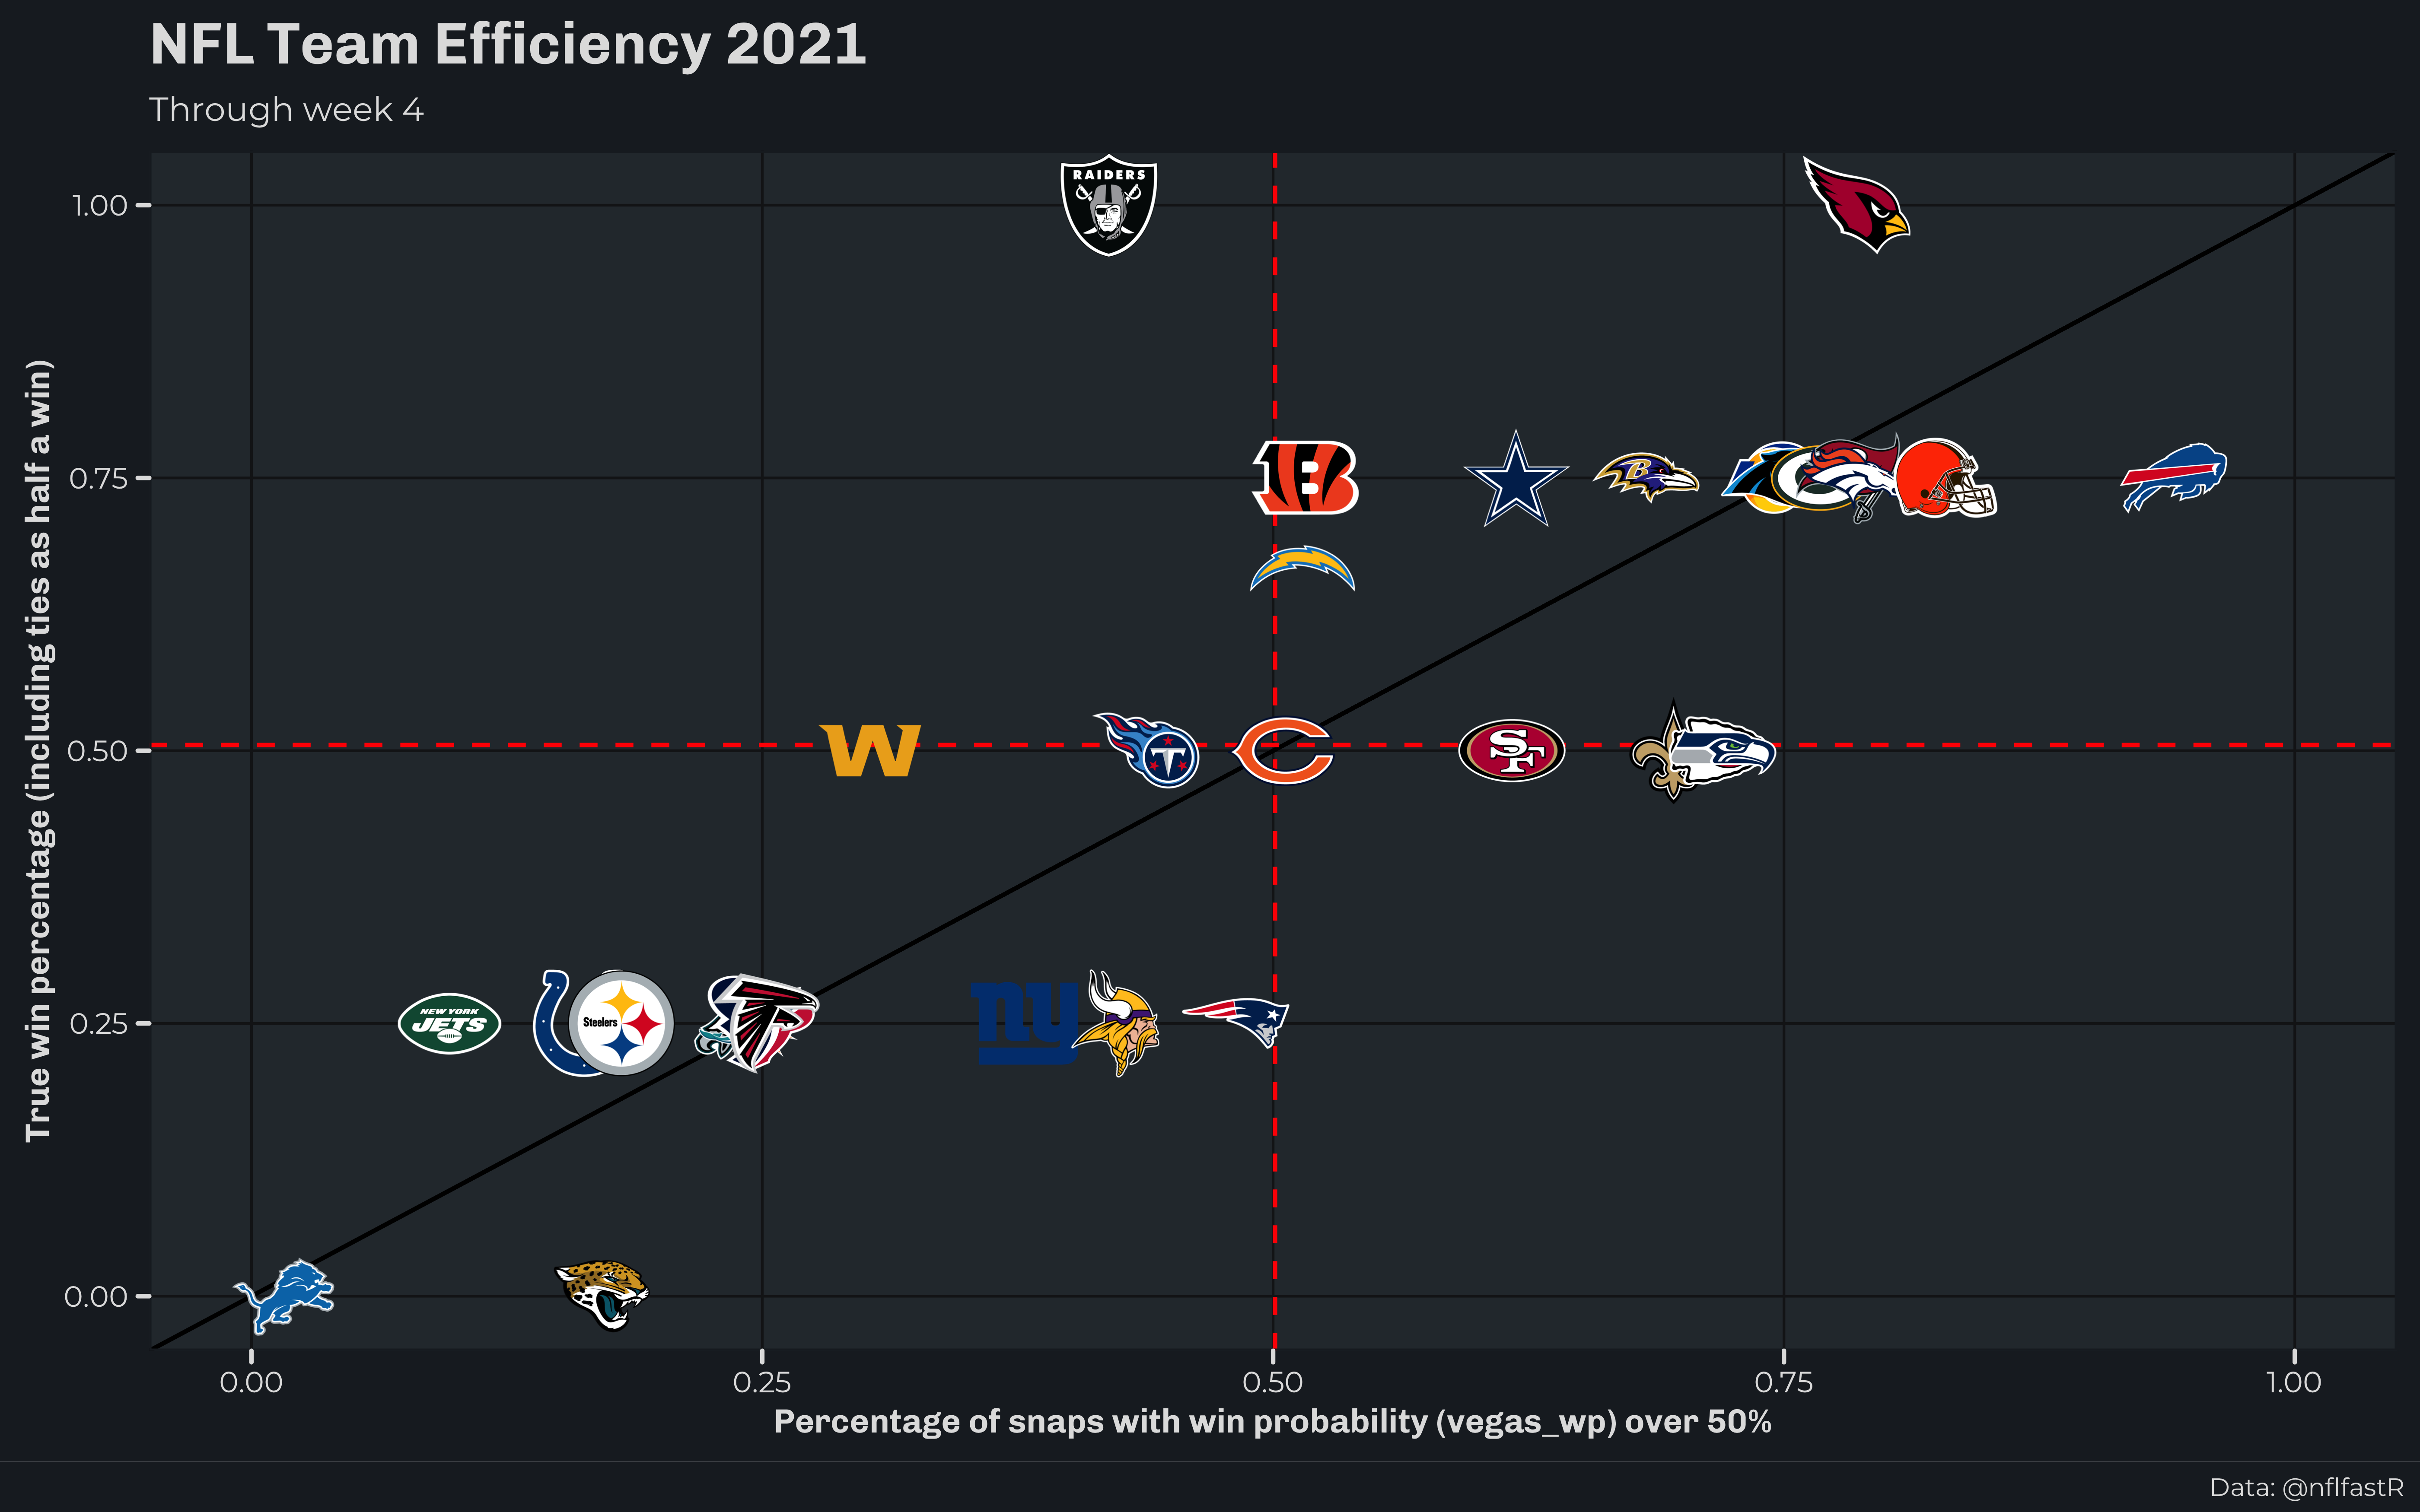 NFL Team Efficiency 2021
Through week 4
True win percentage (including ties as half a win)
1.00
0.75
0.50
0.25
0.00
RAIDERS
B
W
T
SF
NEW YORK
JETS
Steelers
ny
0.00
0.25
0.50
0.75
1.00
Percentage of snaps with win probability (vegas_wp) over 50%
Data: @nflfastR